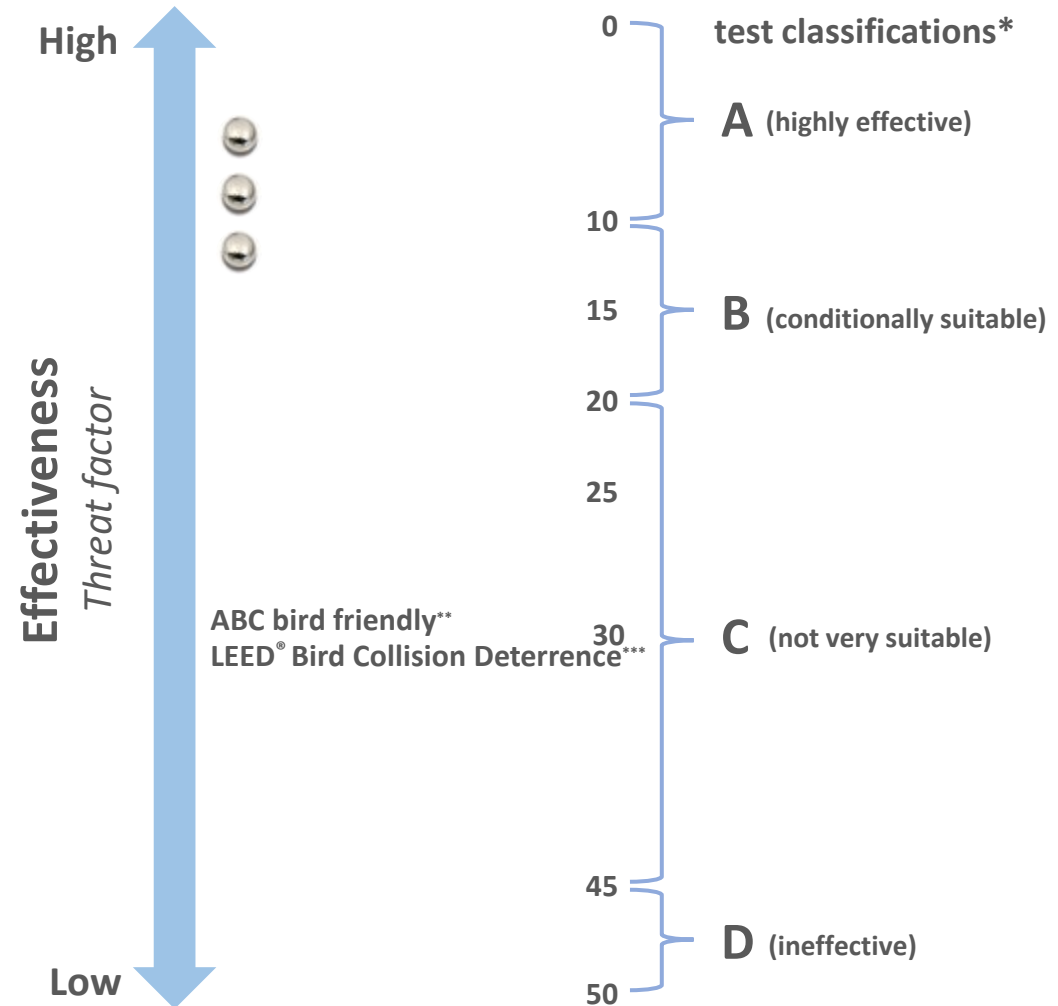 High
0
test classifications*
A (highly effective)
10
15
B (conditionally suitable)
20
25
Effectiveness
Threat factor
ABC bird friendly**
LEED® Bird Collision Deterrence***
30
C (not very suitable)
45
D (ineffective)
Low
50